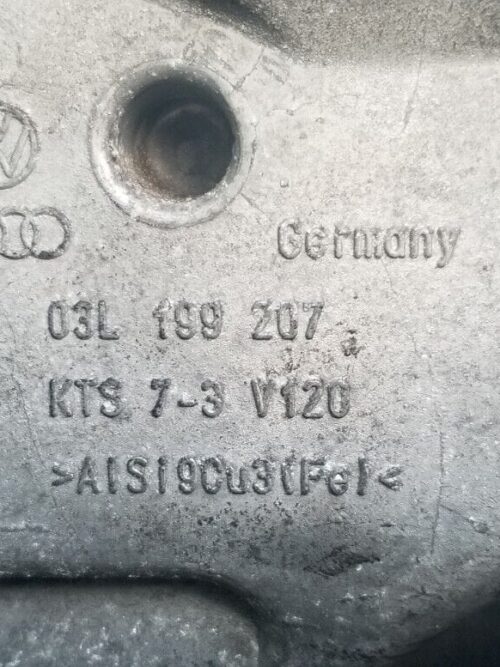 Germany
03L 199 207
KTS 7-3 V120
>AlSi9Cu3(Fe)<